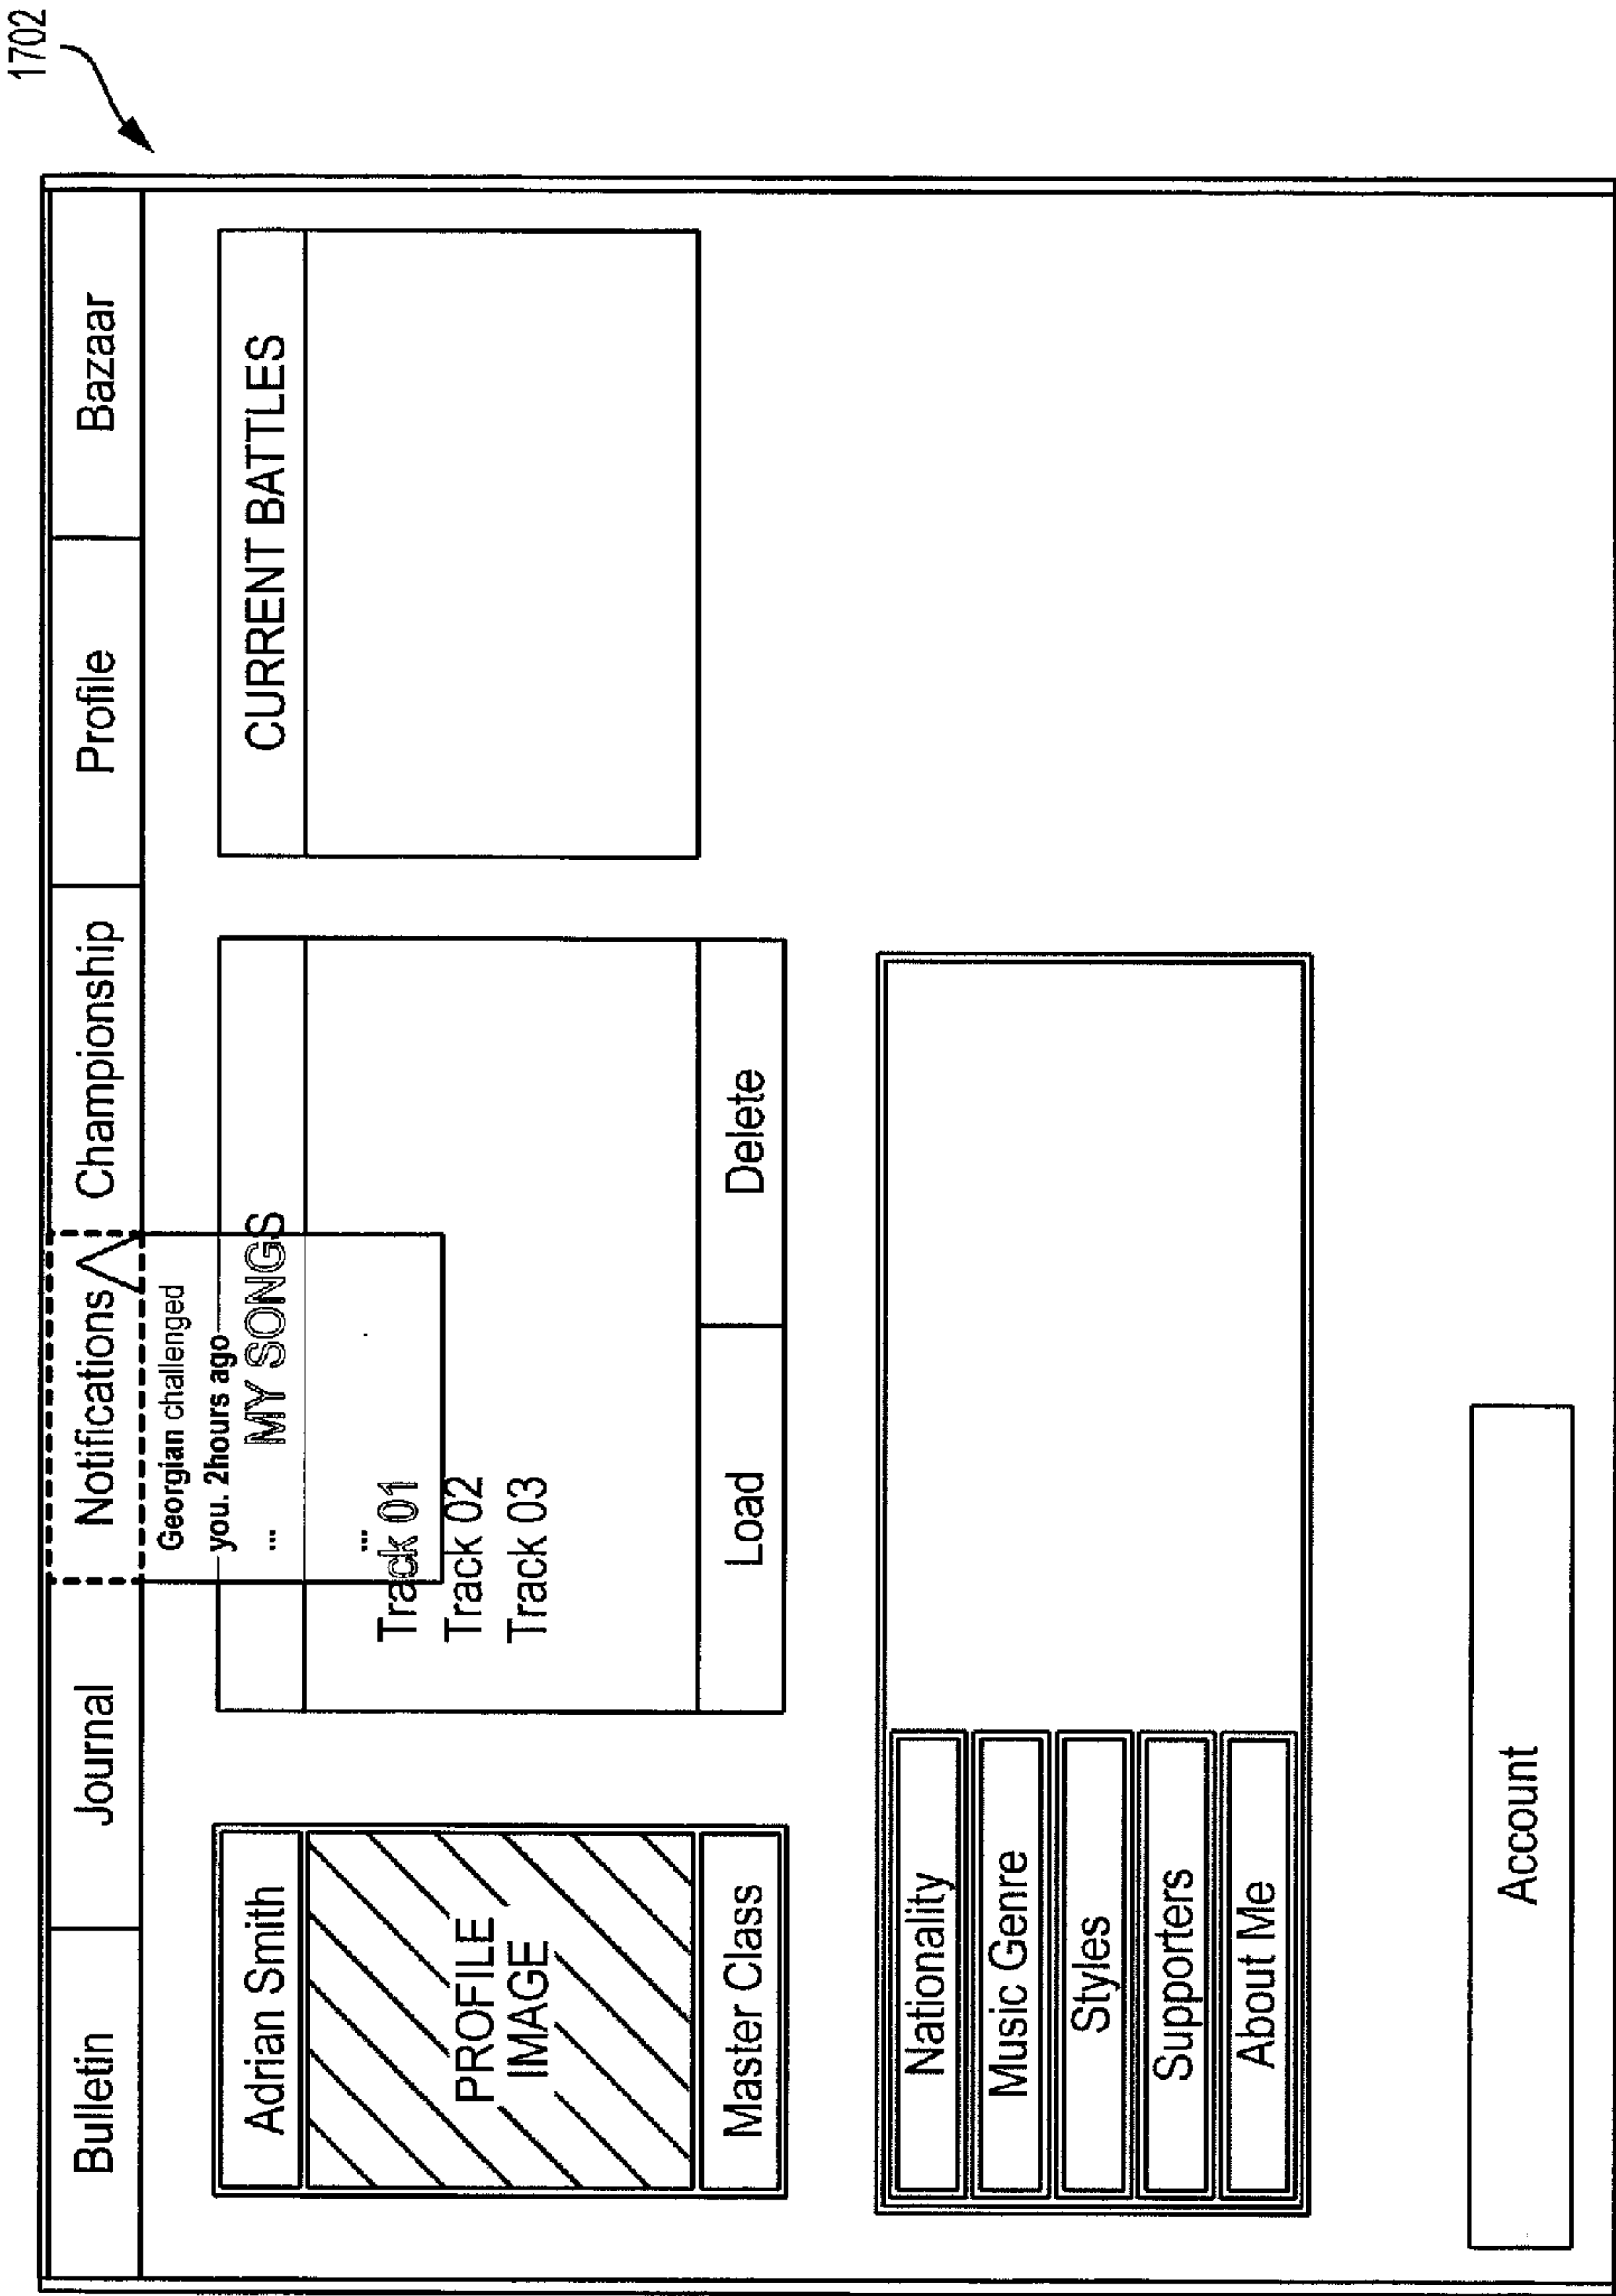 1702
Bulletin
Journal
Notifications
Championship
Profile
Bazaar
Georgian challenged
you. 2hours ago
...
...
Adrian Smith
PROFILE
IMAGE
Master Class
MY SONGS
Track 01
Track 02
Track 03
Load
Delete
CURRENT BATTLES
Nationality
Music Genre
Styles
Supporters
About Me
Account